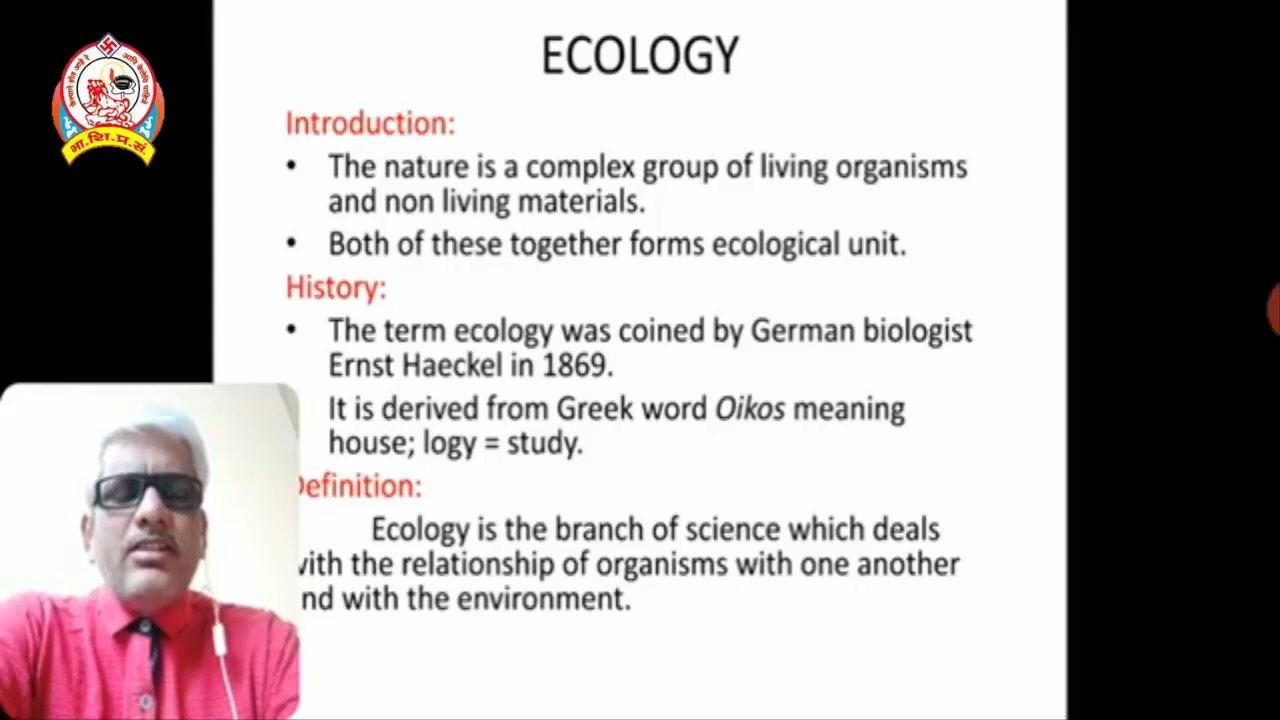 ECOLOGY
Introduction:
• The nature is a complex group of living organisms
and non living materials.
• Both of these together forms ecological unit.
History:
• The term ecology was coined by German biologist
Ernst Haeckel in 1869.
It is derived from Greek word Oikos meaning
house; logy = study.
Definition:
Ecology is the branch of science which deals
with the relationship of organisms with one another
and with the environment.
भा.शि.प्र.सं.